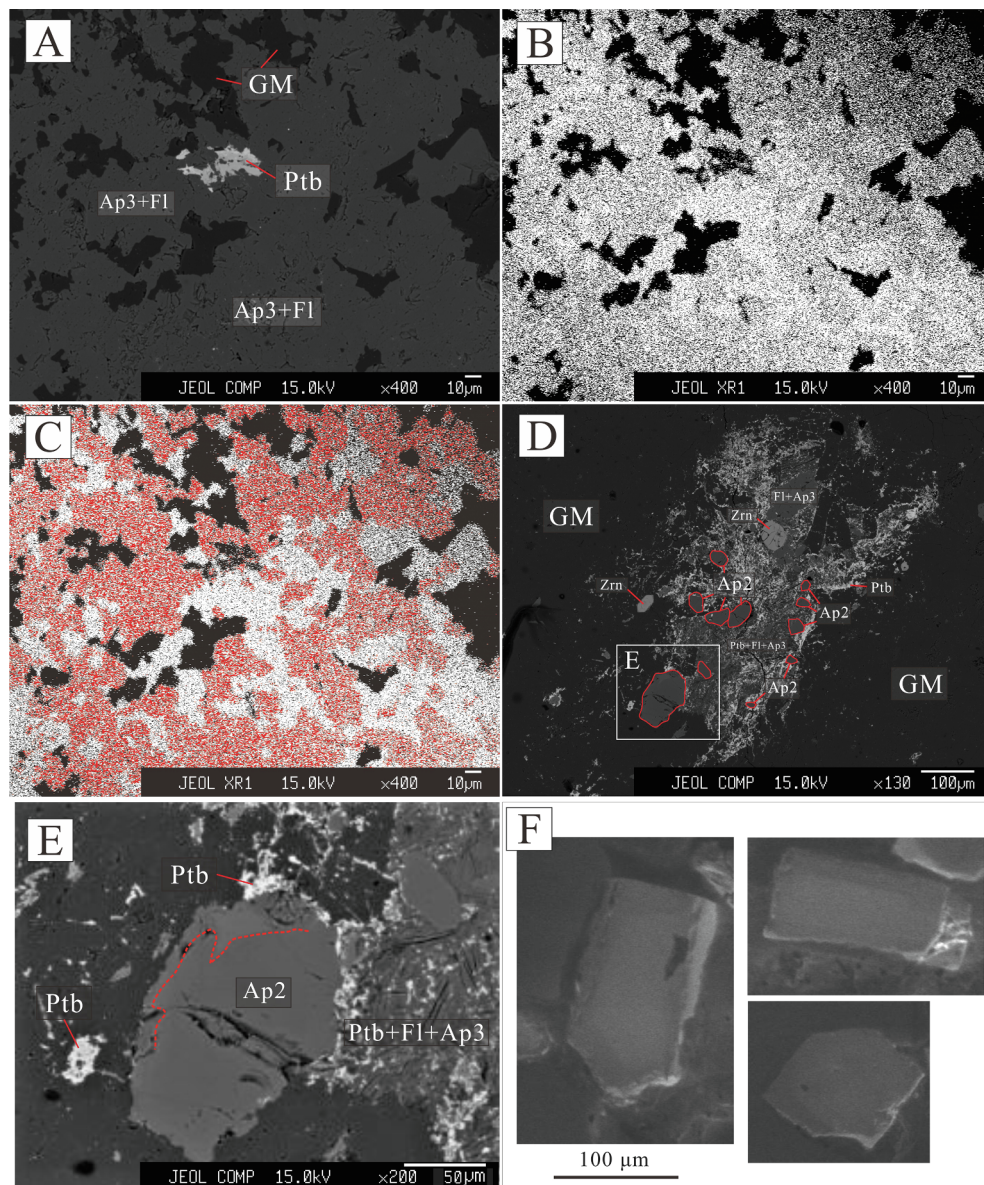 A
GM
Ptb
Ap3+Fl
Ap3+Fl
JEOL COMP 15.0kV ×400 10µm
B
JEOL XR1 15.0kV ×400 10µm
C
JEOL XR1 15.0kV ×400 10µm
D
Fl+Ap3
GM
Zrn
Ap2
Zrn
Ptb
Ap2
Ptb+Fl+Ap3
E
Ap2
GM
JEOL COMP 15.0kV ×130 100µm
E
Ptb
Ap2
Ptb
Ptb+Fl+Ap3
JEOL COMP 15.0kV ×200 50µm
F
100 µm